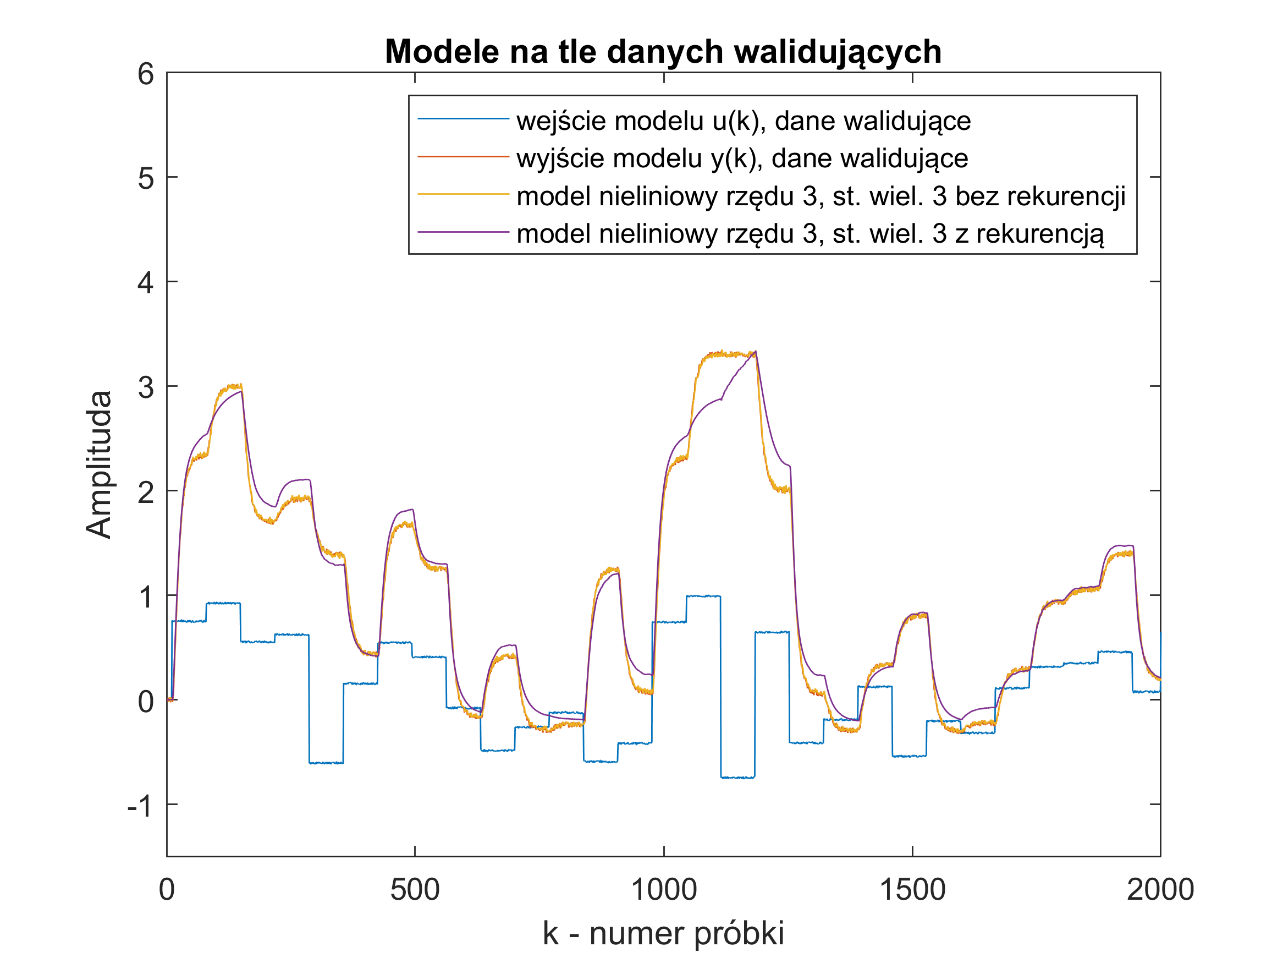 Modele na tle danych walidujących
6
5
4
3
2
1
0
-1
Amplituda
wejście modelu u(k), dane walidujące
wyjście modelu y(k), dane walidujące
model nieliniowy rzędu 3, st. wiel. 3 bez rekurencji
model nieliniowy rzędu 3, st. wiel. 3 z rekurencją
0 500 1000 1500 2000
k - numer próbki